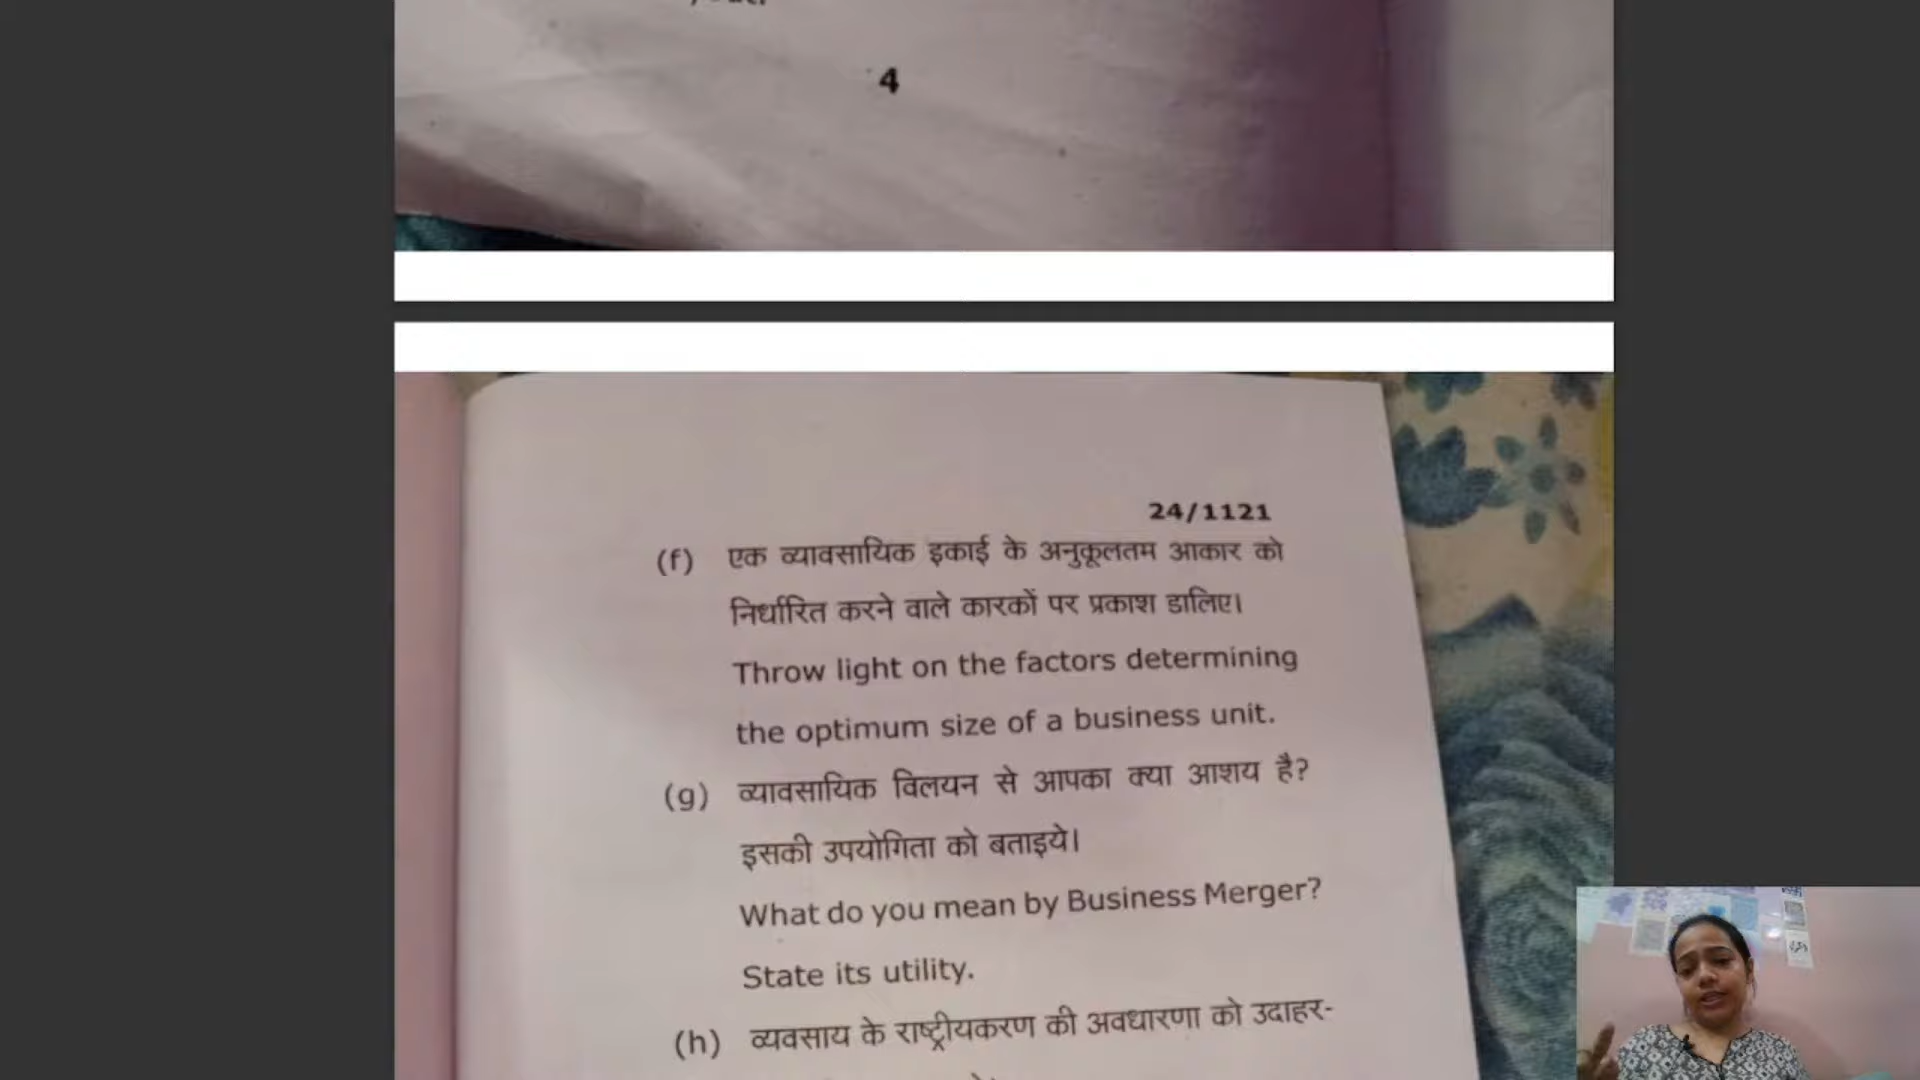 4
24/1121
(f) एक व्यावसायिक इकाई के अनुकूलतम आकार को
निर्धारित करने वाले कारकों पर प्रकाश डालिए।
Throw light on the factors determining
the optimum size of a business unit.
(g) व्यावसायिक विलयन से आपका क्या आशय है?
इसकी उपयोगिता को बताइये।
What do you mean by Business Merger?
State its utility.
(h) व्यवसाय के राष्ट्रीयकरण की अवधारणा को उदाहर-